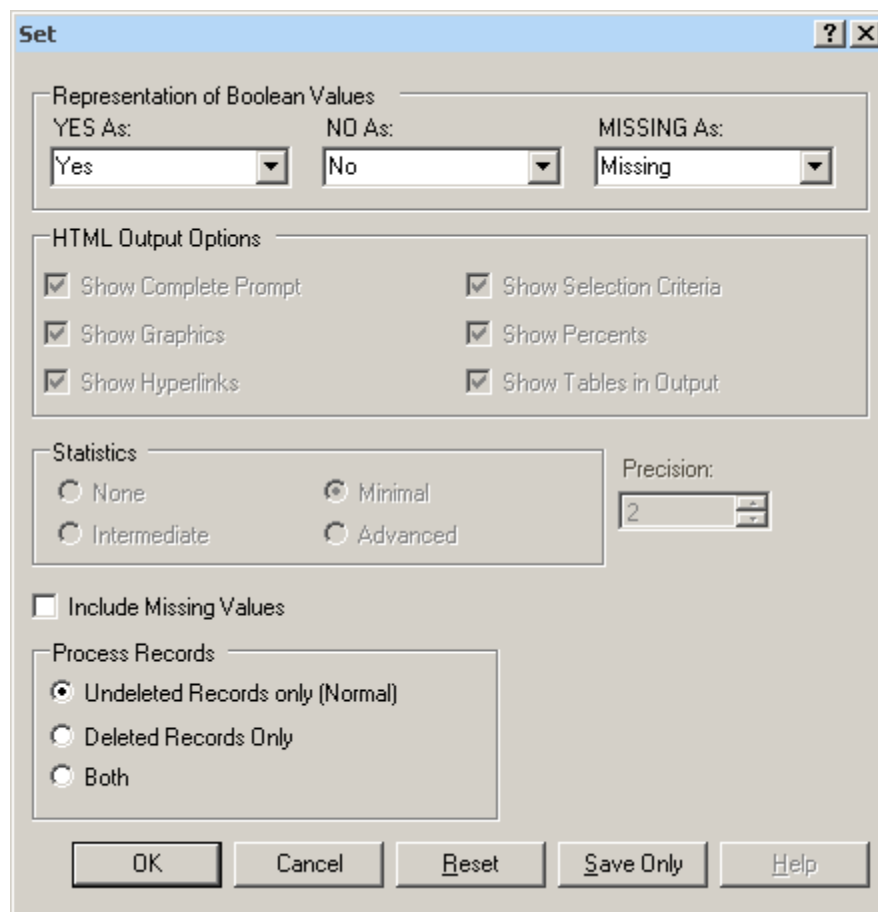 Set
Representation of Boolean Values
YES As: NO As: MISSING As:
Yes No Missing
HTML Output Options
Show Complete Prompt Show Selection Criteria
Show Graphics Show Percents
Show Hyperlinks Show Tables in Output
Statistics Precision:
None Minimal
2
Intermediate Advanced
Include Missing Values
Process Records
Undeleted Records only (Normal)
Deleted Records Only
Both
OK Cancel Reset Save Only Help